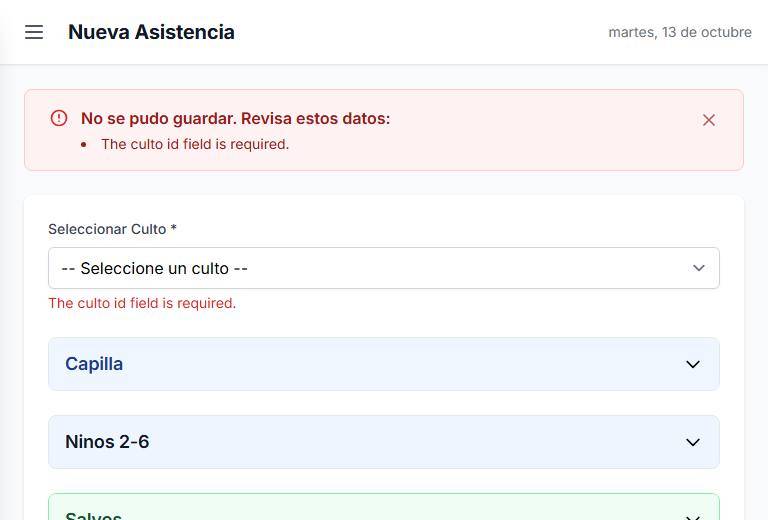 Nueva Asistencia
martes, 13 de octubre
No se pudo guardar. Revisa estos datos:
The culto id field is required.
Seleccionar Culto *
-- Seleccione un culto --
The culto id field is required.
Capilla
Ninos 2-6
Salvos